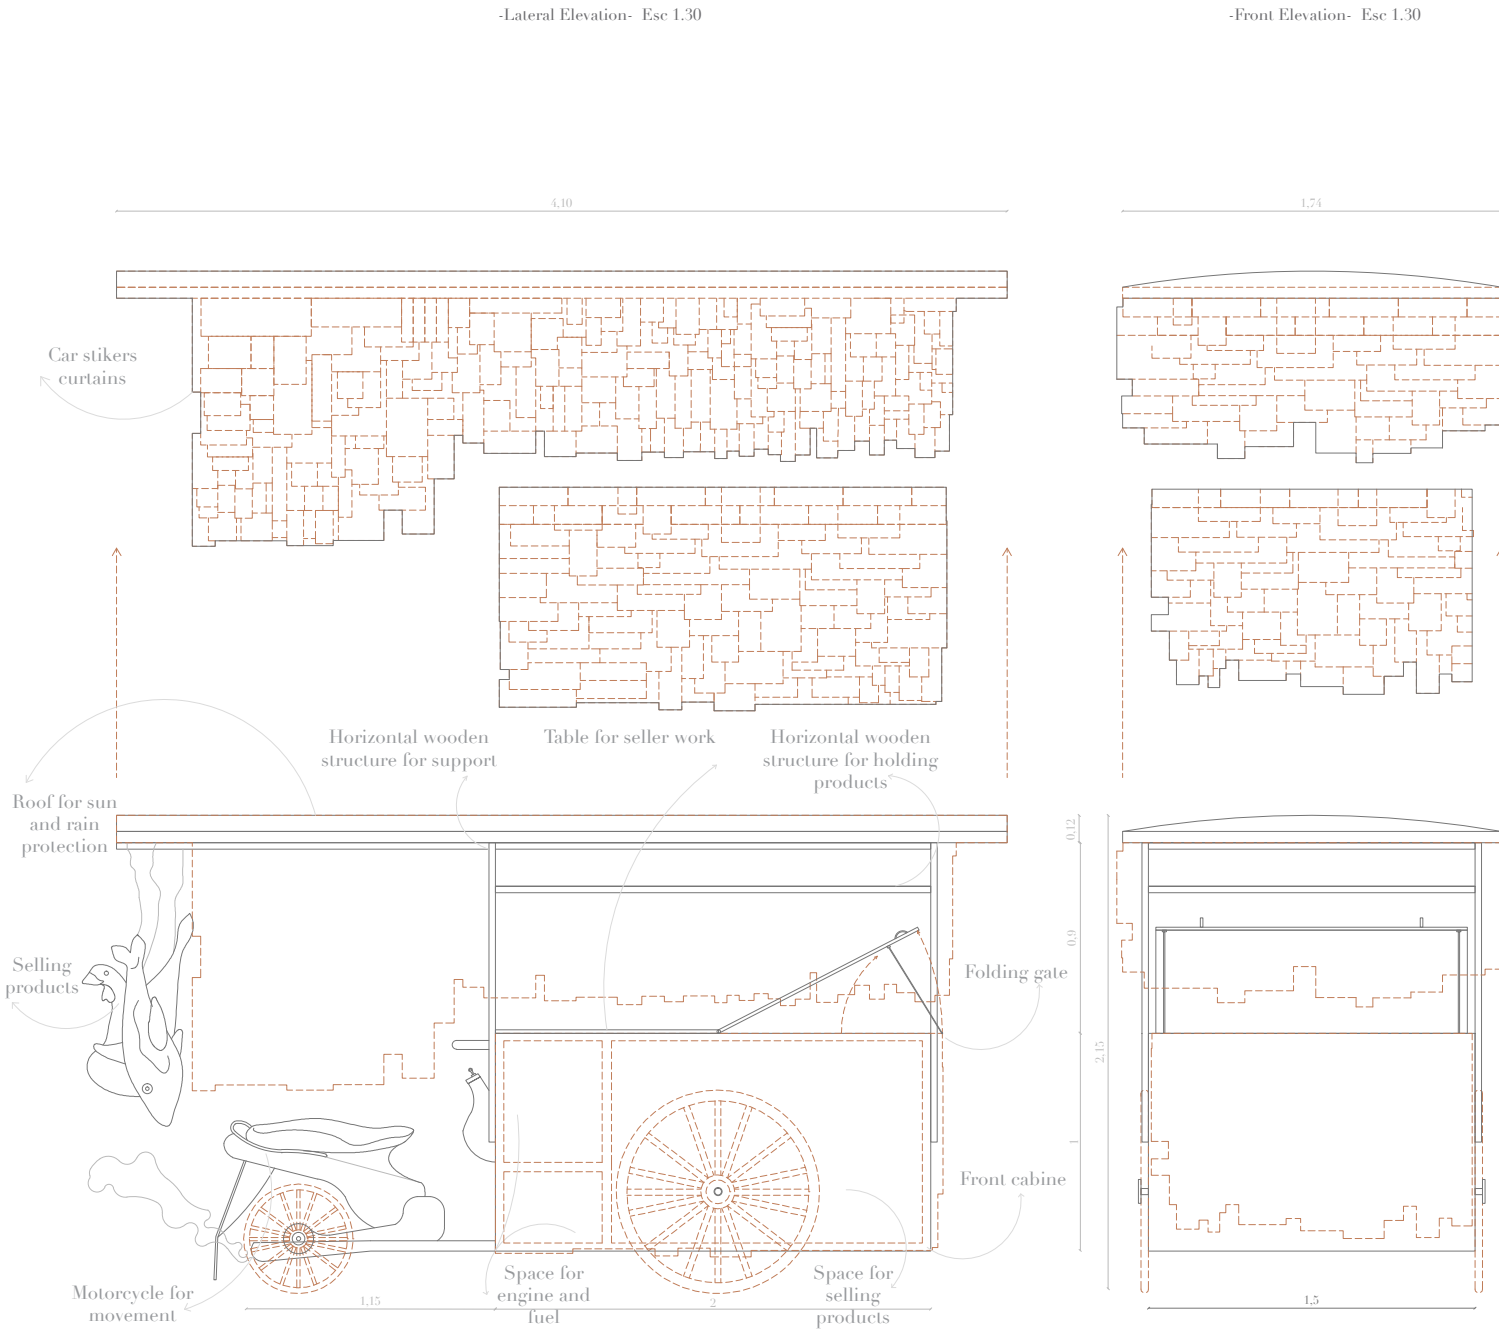 -Lateral Elevation- Esc 1.30
-Front Elevation- Esc 1.30
4,10
1,74
Car stikers
curtains
Horizontal wooden
structure for support
Table for seller work
Horizontal wooden
structure for holding
products
Roof for sun
and rain
protection
0,12
0,9
Selling
products
Folding gate
2,15
1
Front cabine
Motorcycle for
movement
1,15
Space for
engine and
fuel
2
Space for
selling
products
1,5